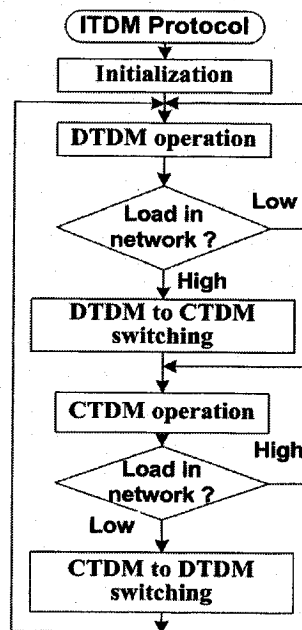 ITDM Protocol
Initialization
DTDM operation
Load in
network ?
Low
High
DTDM to CTDM
switching
CTDM operation
Load in
network ?
High
Low
CTDM to DTDM
switching